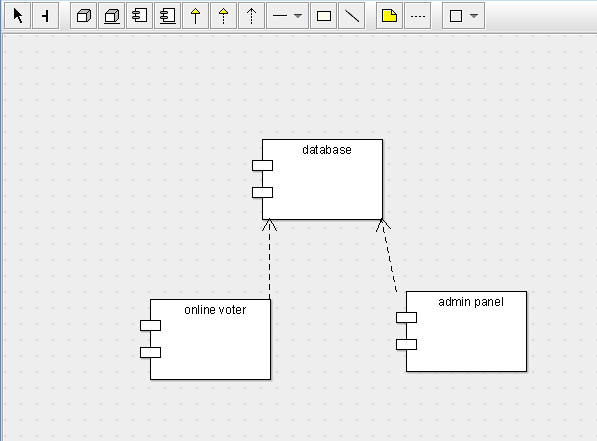 database
online voter
admin panel